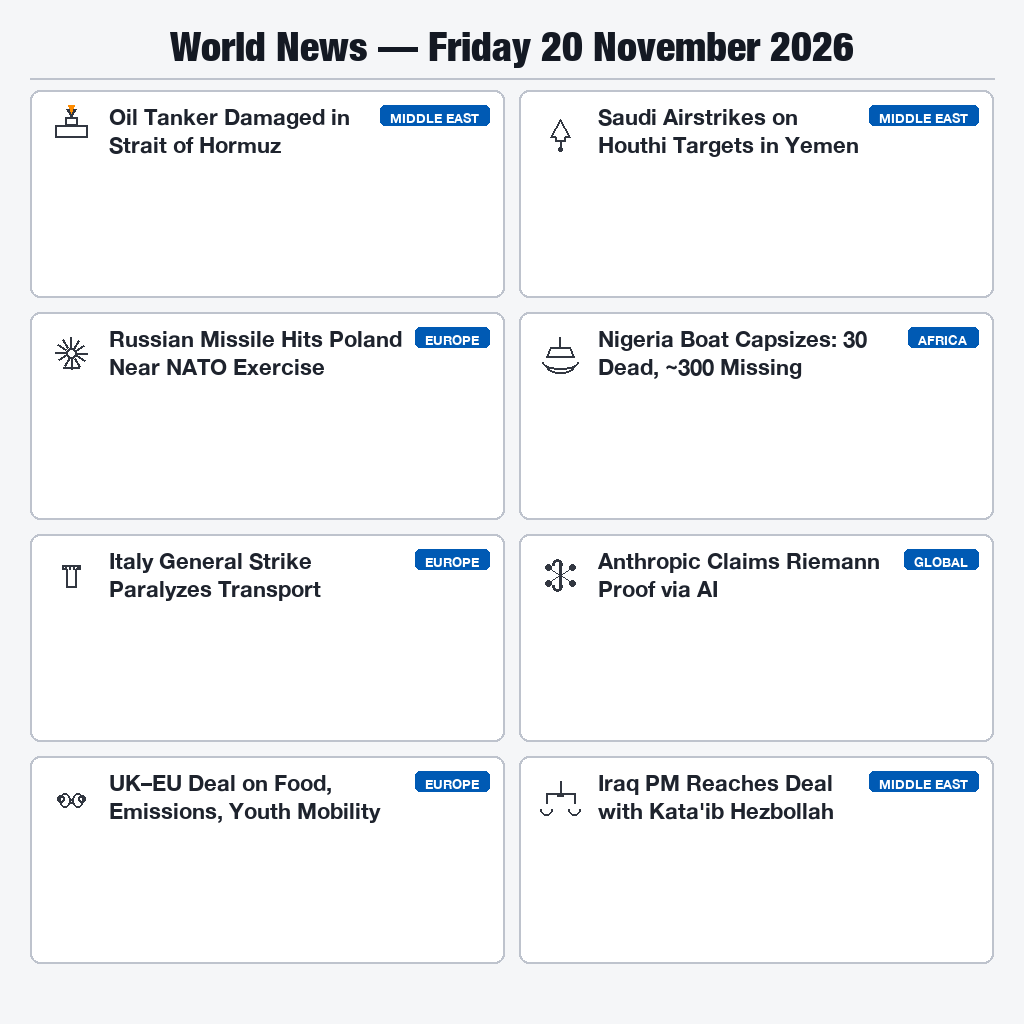 World News — Friday 20 November 2026
Oil Tanker Damaged in
Strait of Hormuz
MIDDLE EAST
Saudi Airstrikes on
Houthi Targets in Yemen
MIDDLE EAST
Russian Missile Hits Poland
Near NATO Exercise
EUROPE
Nigeria Boat Capsizes: 30
Dead, ~300 Missing
AFRICA
Italy General Strike
Paralyzes Transport
EUROPE
Anthropic Claims Riemann
Proof via AI
GLOBAL
UK–EU Deal on Food,
Emissions, Youth Mobility
EUROPE
Iraq PM Reaches Deal
with Kata'ib Hezbollah
MIDDLE EAST